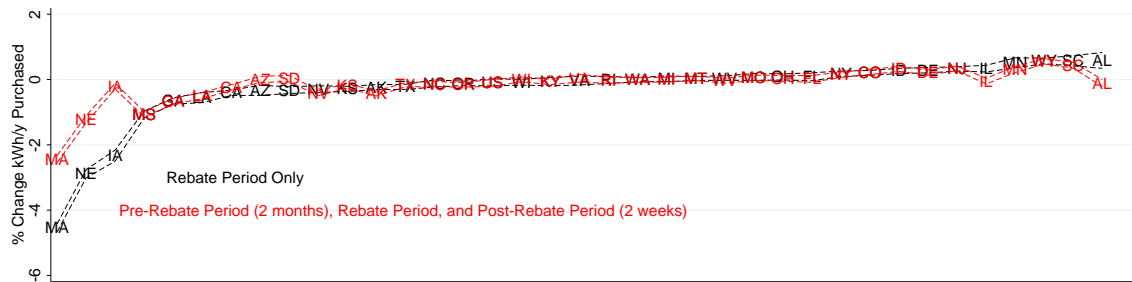 % Change kWh/y Purchased
2
0
-2
-4
-6
MA NE IA MS GA LA CA AZ SD NV KS AK TX NC OR US WI KY VA RI WA MI MT WV MO OH FL NY CO ID DE NJ IL MN WY SC AL
MA NE IA MS GA LA CA AZ SD NV KS AK TX NC OR US WI KY VA RI WA MI MT WV MO OH FL NY CO ID DE NJ IL MN WY SC AL
Rebate Period Only
Pre-Rebate Period (2 months), Rebate Period, and Post-Rebate Period (2 weeks)